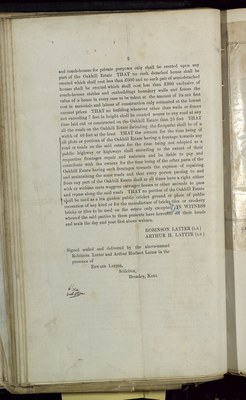 and coach-houses for private purposes only shall be erected upon any
part of the Oakhill Estate THAT no such detached house shall be
erected which shall cost less than £500 and no such pair of semi-detached
houses shall be erected which shall cost less than £800 exclusive of
coach-houses stables and outbuildings boundary walls and fences the
value of a house in every case to be taken at the amount of its net first
cost in materials and labour of construction only estimated at the lowest
current prices THAT no building whatever other than walls or fences
not exceeding 7 feet in height shall be erected nearer to any road at any
time laid out or constructed on the Oakhill Estate than 25 feet THAT
all the roads in the Oakhill Estate including the footpaths shall be of a
width of 40 feet at the least THAT the owners for the time being of
all plots or portions of the Oakhill Estate having a frontage towards any
road or roads on the said estate for the time being not adopted as a
public highway or highways shall according to the extent of their
respective frontages repair and maintain and be liable to pay and
contribute with the owners for the time being of the other parts of the
Oakhill Estate having such frontages towards the expense of repairing
and maintaining the same roads and that every person passing to and
from any part of the Oakhill Estate shall at all times have a right either
with or without carts waggons carriages horses or other animals to pass
and repass along the said roads THAT no portion of the Oakhill Estate
shall be used as a tea garden public cricket ground or place of public
recreation of any kind or for the manufacture of bricks tiles or crockery
bricks or tiles to be used on the estate only excepted IN WITNESS
whereof the said parties to these presents have hereunto set their hands
and seals the day and year first above written.
ROBINSON LATTER (L.S.)
ARTHUR H. LATTER (L.S.)
Signed sealed and delivered by the above-named
Robinson Latter and Arthur Herbert Latter in the
presence of
EDWARD LATTER,
Solicitor,
Bromley, Kent.